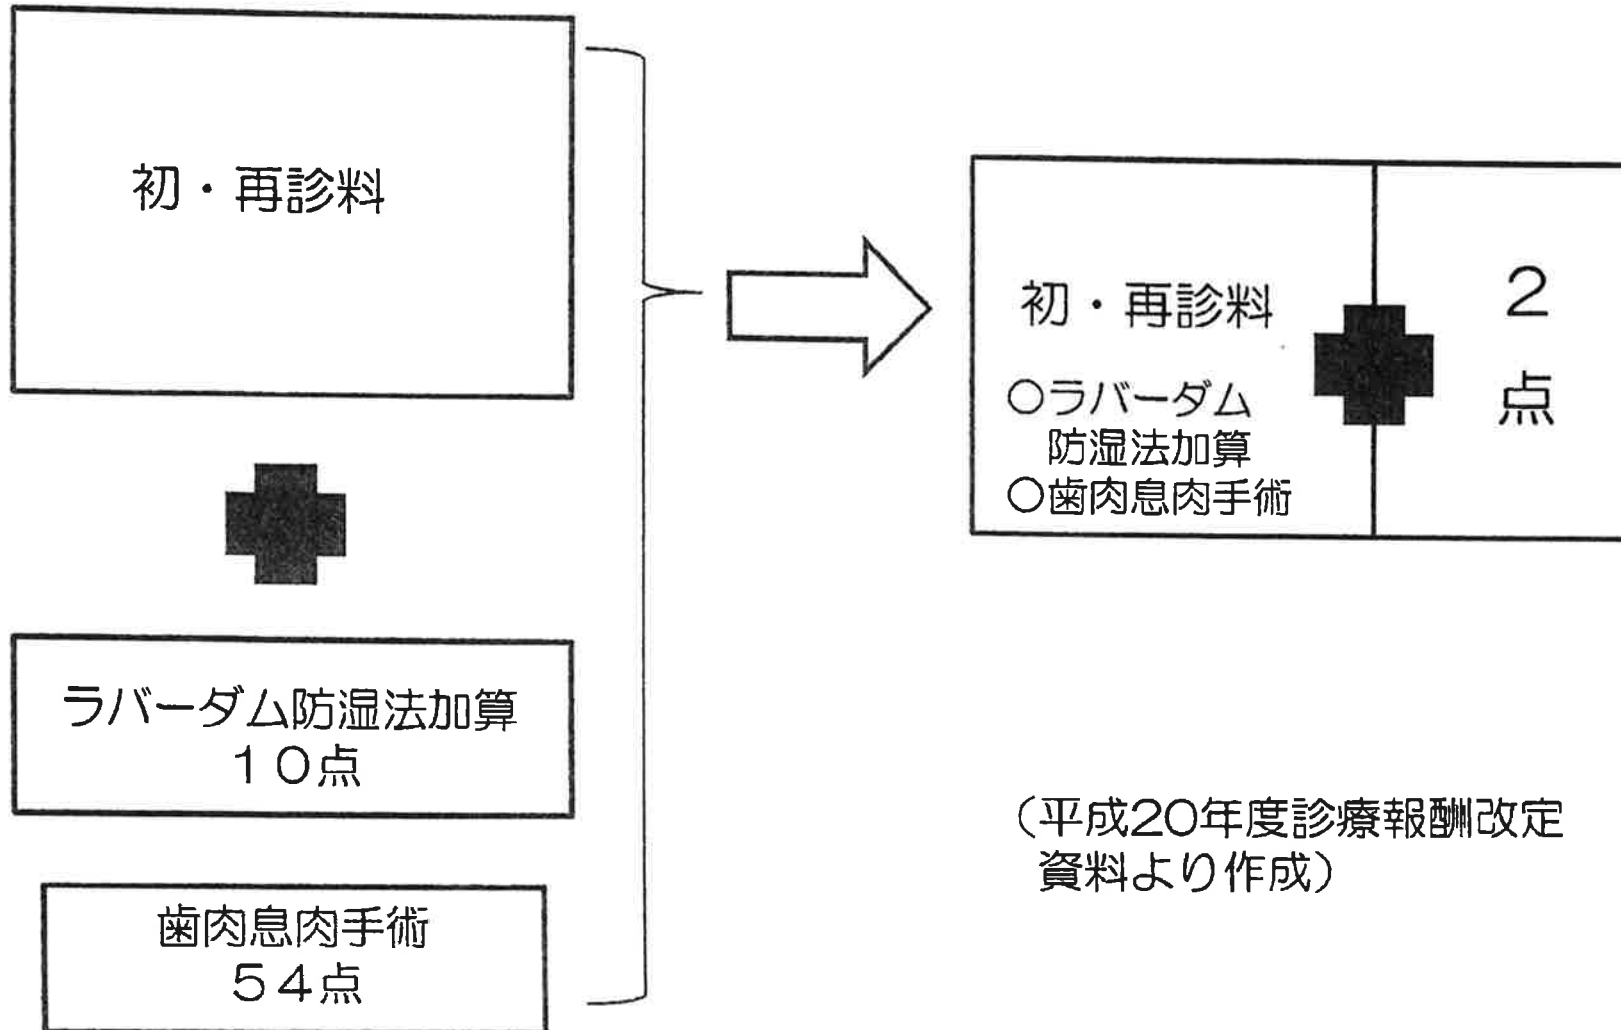 初・再診料
ラバーダム防湿法加算
１０点
歯肉息肉手術
５４点
初・再診料
○ラバーダム
防湿法加算
○歯肉息肉手術
２
点
（平成20年度診療報酬改定
資料より作成）